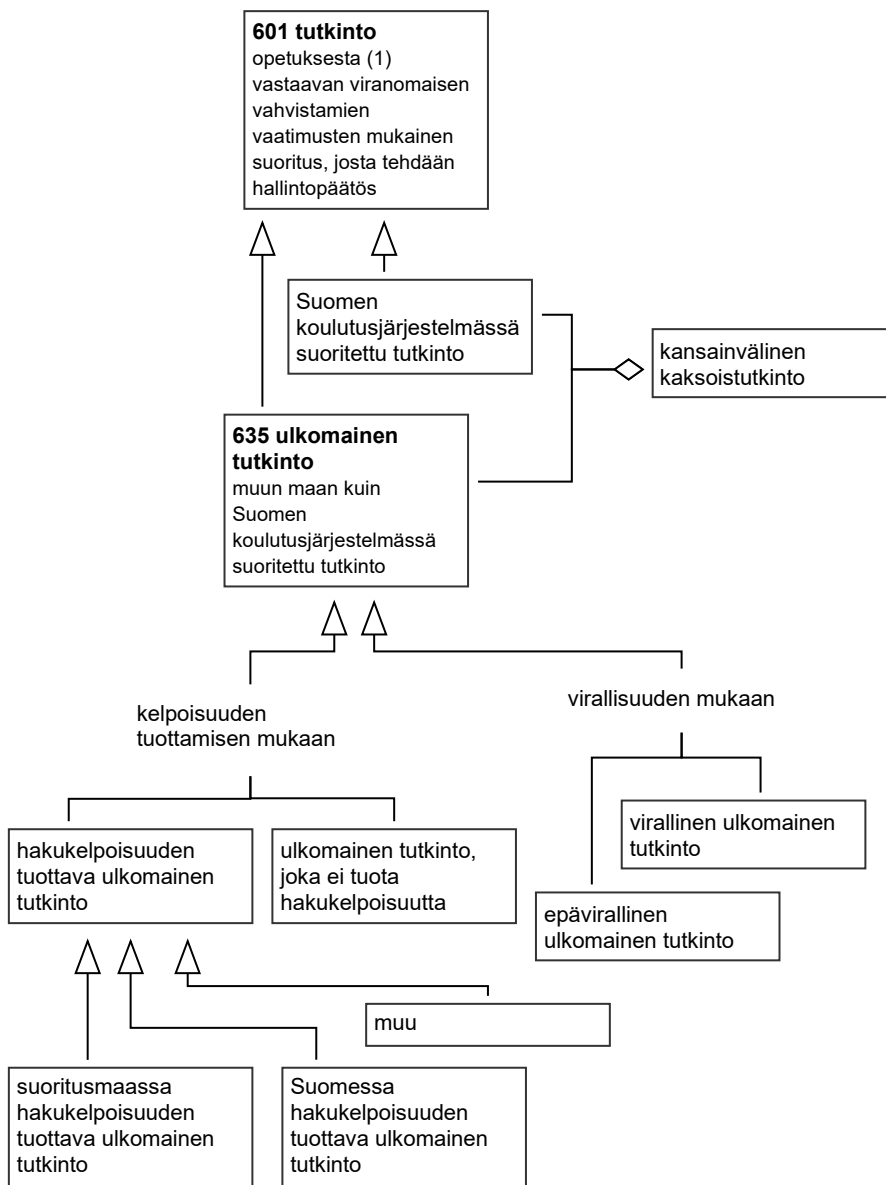 601 tutkinto
opetuksesta (1)
vastaavan viranomaisen
vahvistamien
vaatimusten mukainen
suoritus, josta tehdään
hallintopäätös
Suomen
koulutusjärjestelmässä
suoritettu tutkinto
kansainvälinen
kaksoistutkinto
635 ulkomainen
tutkinto
muun maan kuin
Suomen
koulutusjärjestelmässä
suoritettu tutkinto
kelpoisuuden
tuottamisen mukaan
virallisuuden mukaan
hakukelpoisuuden
tuottava ulkomainen
tutkinto
ulkomainen tutkinto,
joka ei tuota
hakukelpoisuutta
virallinen ulkomainen
tutkinto
epävirallinen
ulkomainen tutkinto
muu
suoritusmaassa
hakukelpoisuuden
tuottava ulkomainen
tutkinto
Suomessa
hakukelpoisuuden
tuottava ulkomainen
tutkinto